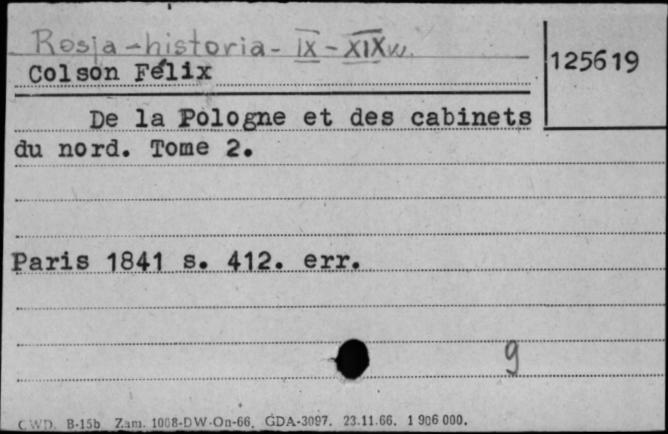 Rosja - historia - IX - XIX w.
Colson Félix
125619
De la Pologne et des cabinets
du nord. Tome 2.
Paris 1841 s. 412. err.
9
CWD. B-15b Zam. 1008-DW-On-66. GDA-3097. 23.11.66. 1 906 000.